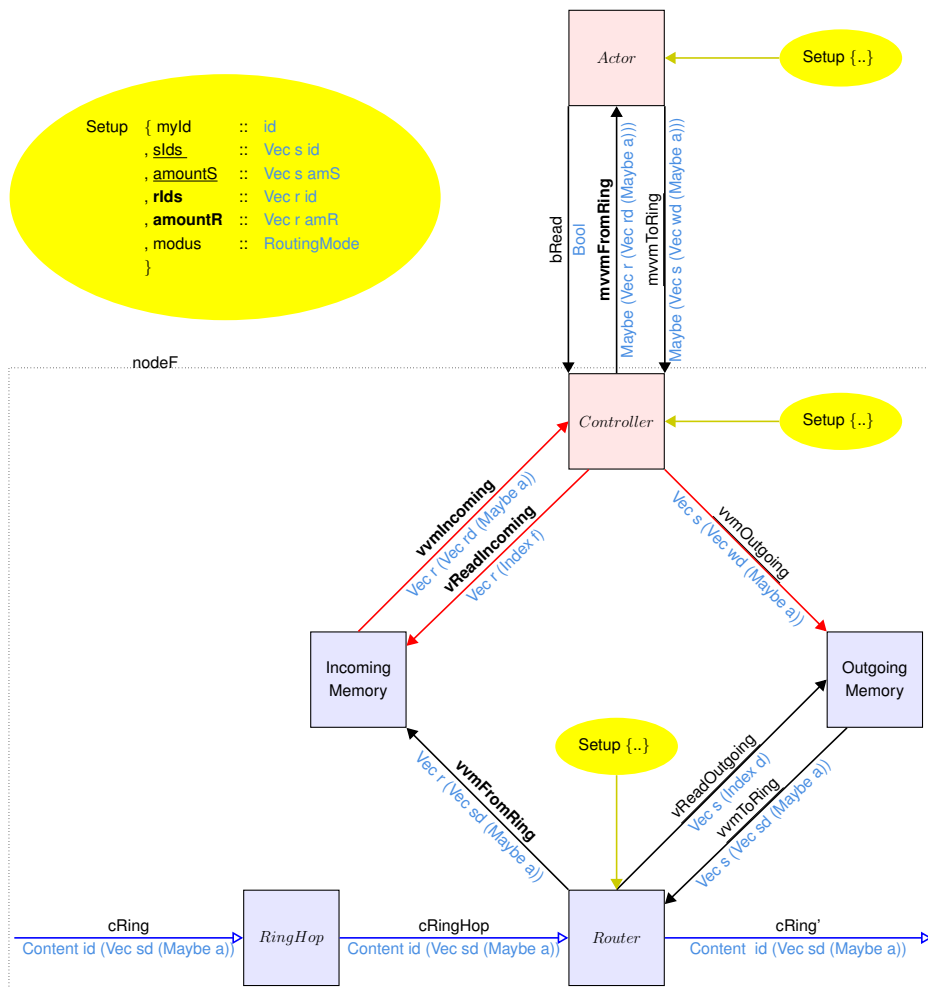 Actor
Setup {..}
Setup { myId :: id
, sIds :: Vec s id
, amountS :: Vec s amS
, rIds :: Vec r id
, amountR :: Vec r amR
, modus :: RoutingMode
}
bRead
Bool
mvvmFromRing
Maybe (Vec r (Vec rd (Maybe a)))
mvvmToRing
Maybe (Vec s (Vec wd (Maybe a)))
nodeF
Controller
Setup {..}
vvmIncoming
Vec r (Vec rd (Maybe a))
vReadIncoming
Vec r (Index f)
vvmOutgoing
Vec s (Vec wd (Maybe a))
Incoming
Memory
Outgoing
Memory
Setup {..}
vvmFromRing
Vec r (Vec sd (Maybe a))
vReadOutgoing
Vec s (Index d)
vvmToRing
Vec s (Vec sd (Maybe a))
cRing
Content id (Vec sd (Maybe a))
RingHop
cRingHop
Content id (Vec sd (Maybe a))
Router
cRing'
Content id (Vec sd (Maybe a))